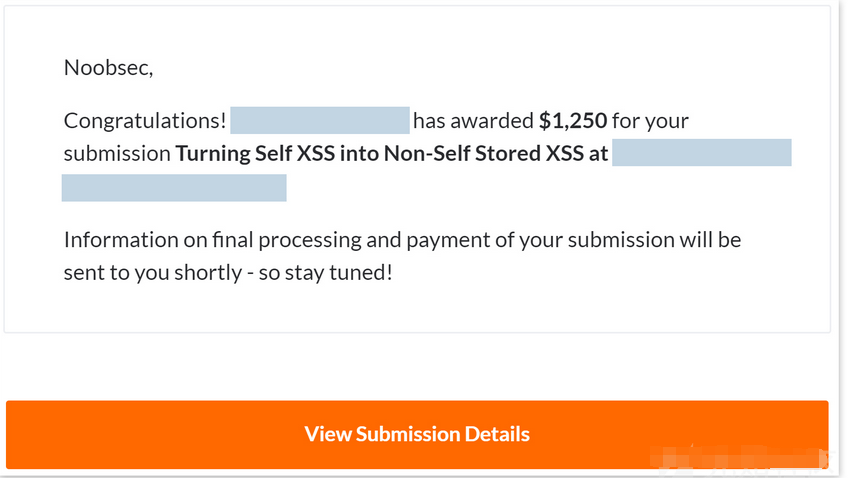 Noobsec,
Congratulations! has awarded $1,250 for your
submission Turning Self XSS into Non-Self Stored XSS at
Information on final processing and payment of your submission will be
sent to you shortly - so stay tuned!
View Submission Details